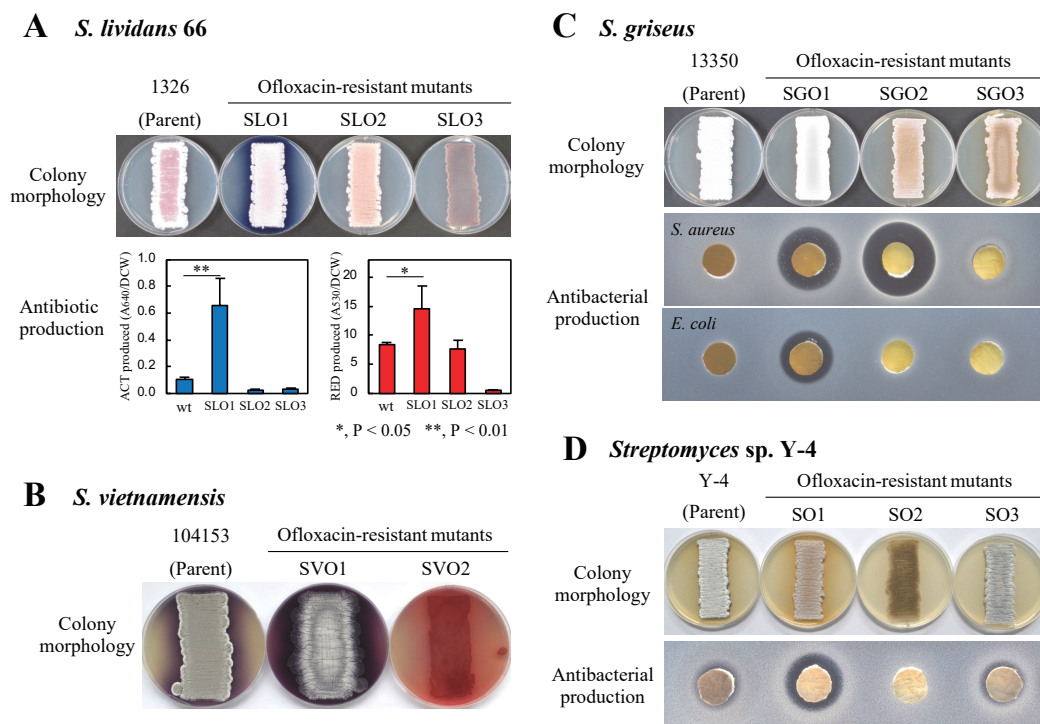 A S. lividans 66
1326
Ofloxacin-resistant mutants
(Parent)
SLO1
SLO2
SLO3
Colony
morphology
Antibiotic
production
ACT produced (A640/DCW)
1.0
0.8
0.6
0.4
0.2
0.0
**
wt
SLO1
SLO2
SLO3
RED produced (A530/DCW)
20
15
10
5
0
*
wt
SLO1
SLO2
SLO3
*, P < 0.05 **, P < 0.01
B S. vietnamensis
104153
Ofloxacin-resistant mutants
(Parent)
SVO1
SVO2
Colony
morphology
C S. griseus
13350
Ofloxacin-resistant mutants
(Parent)
SGO1
SGO2
SGO3
Colony
morphology
S. aureus
Antibacterial
production
E. coli
D Streptomyces sp. Y-4
Y-4
Ofloxacin-resistant mutants
(Parent)
SO1
SO2
SO3
Colony
morphology
Antibacterial
production